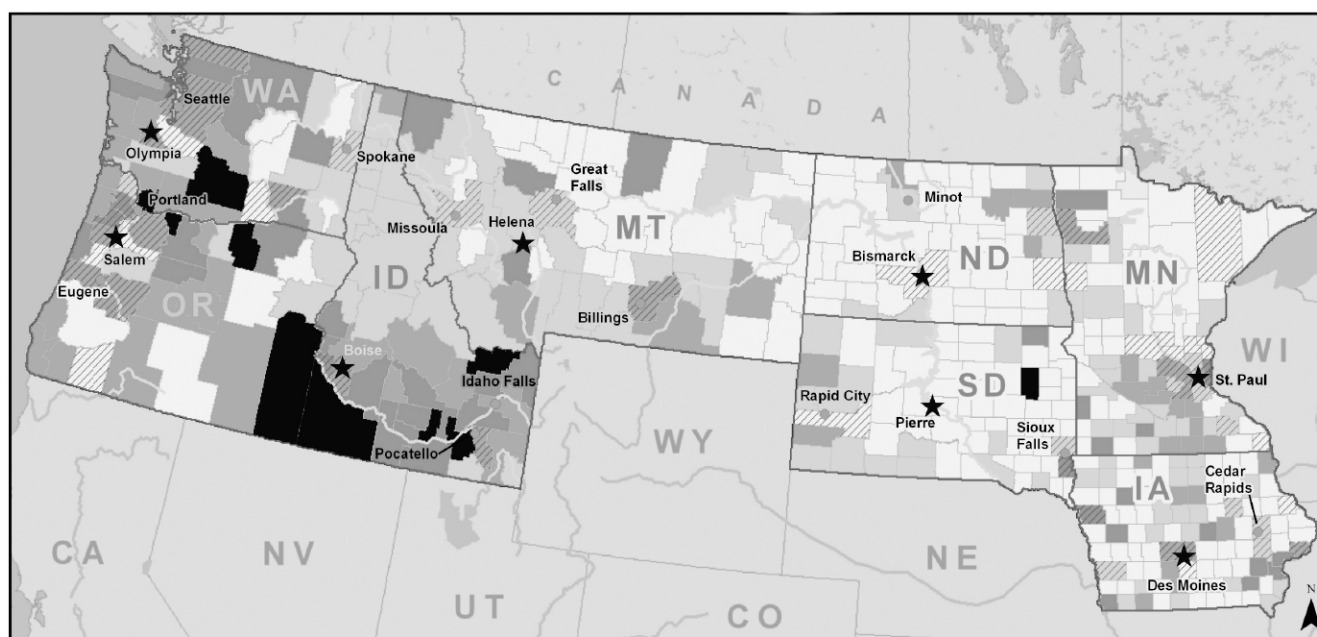 C A N A D A
WA
Seattle
Olympia
Spokane
Portland
Great
Falls
Missoula
Helena
MT
Minot
ND
Bismarck
MN
Salem
ID
Eugene
OR
Billings
WI
Boise
Idaho Falls
St. Paul
SD
Rapid City
Pierre
Sioux
Falls
WY
Pocatello
Cedar
Rapids
IA
CA
NV
NE
Des Moines
UT
CO
N